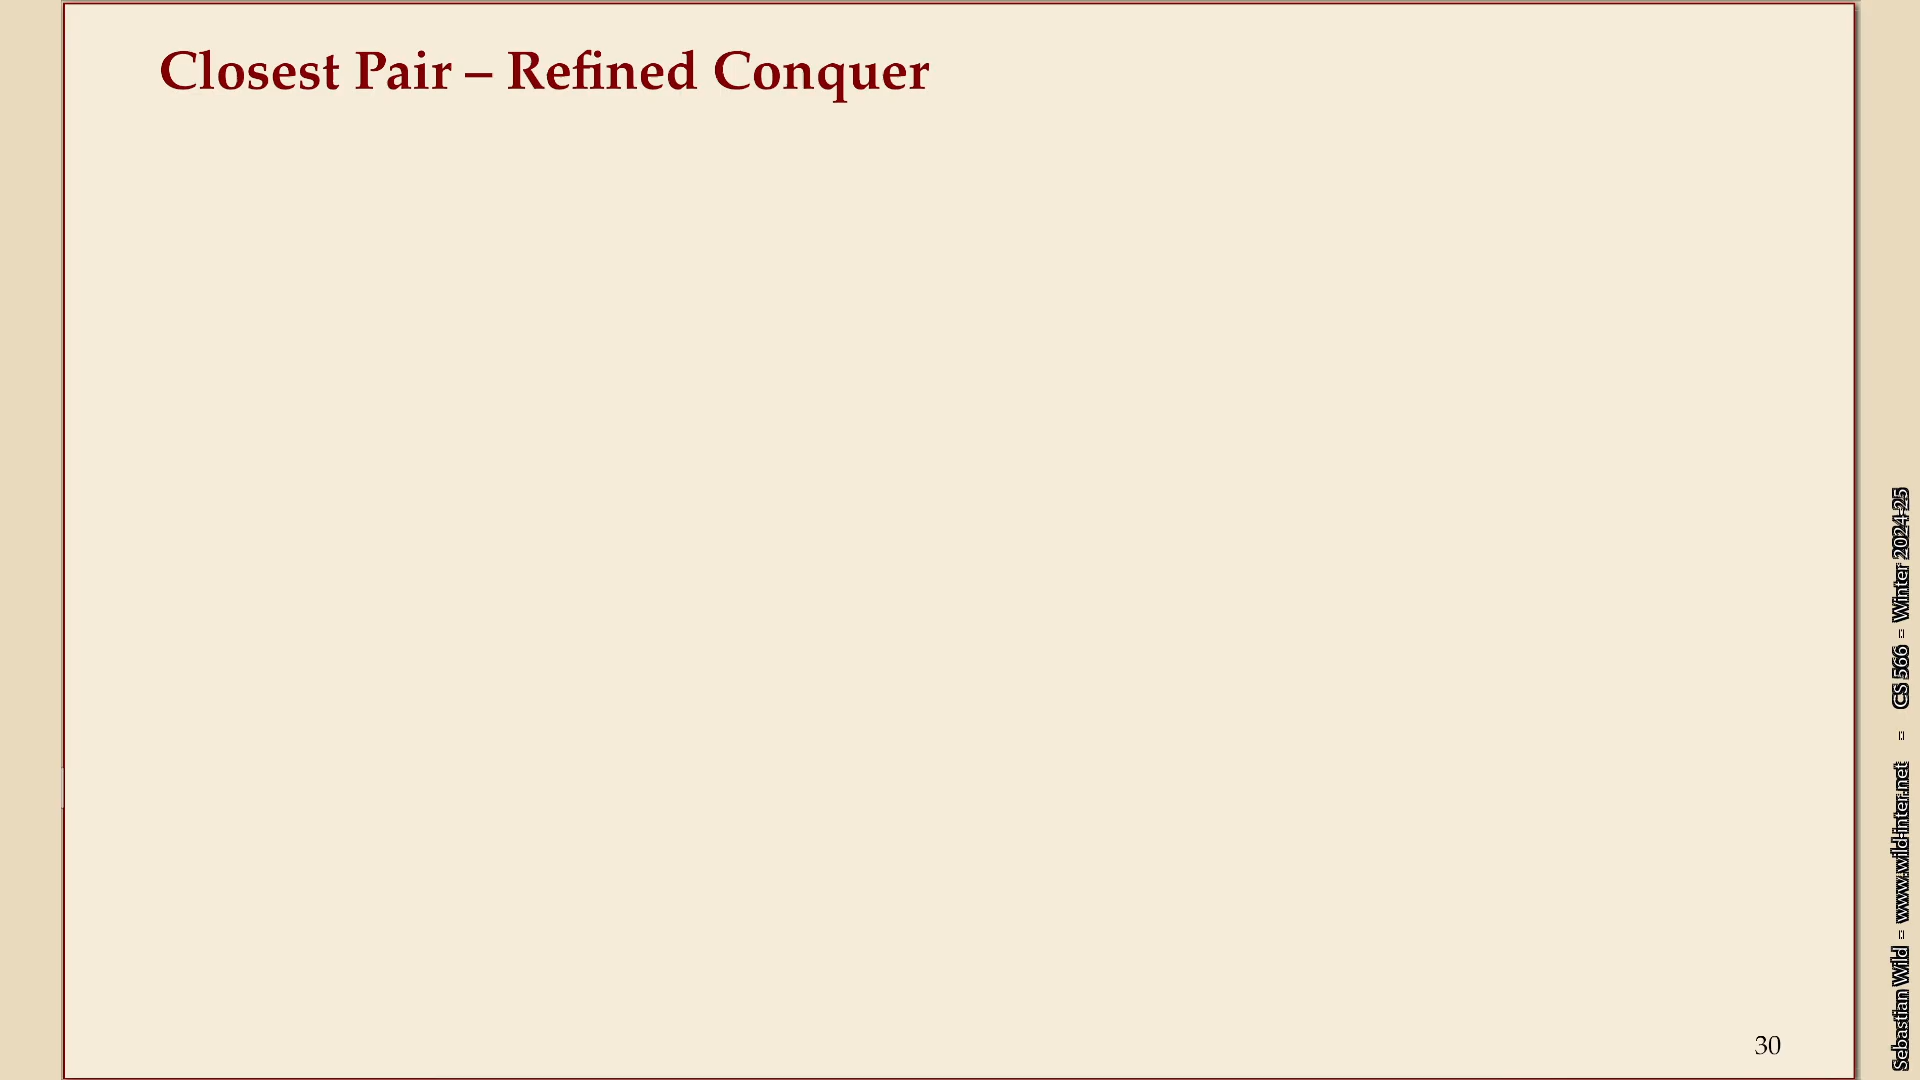 Closest Pair – Refined Conquer
30
Sebastian Wild – www.wild-inter.net – CS 566 – Winter 2024-25